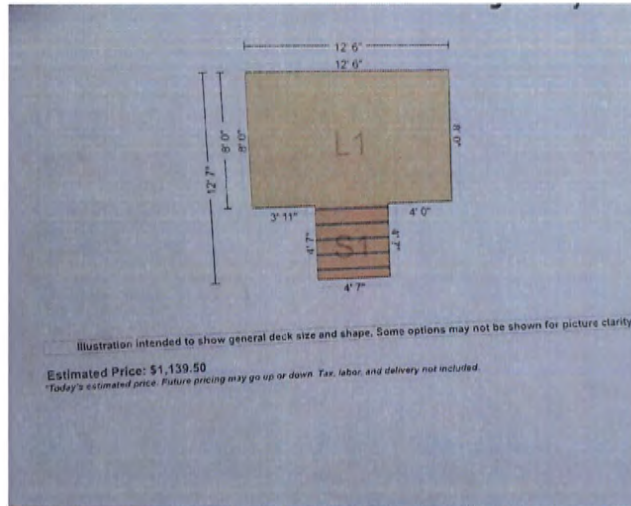 12' 6"
12' 6"
12' 7"
8' 0"
8' 0"
L1
8' 0"
3' 11"
4' 0"
4' 7"
S1
4' 7"
4' 7"
Illustration intended to show general deck size and shape. Some options may not be shown for picture clarity
Estimated Price: $1,139.50
*Today's estimated price. Future pricing may go up or down. Tax, labor, and delivery not included.